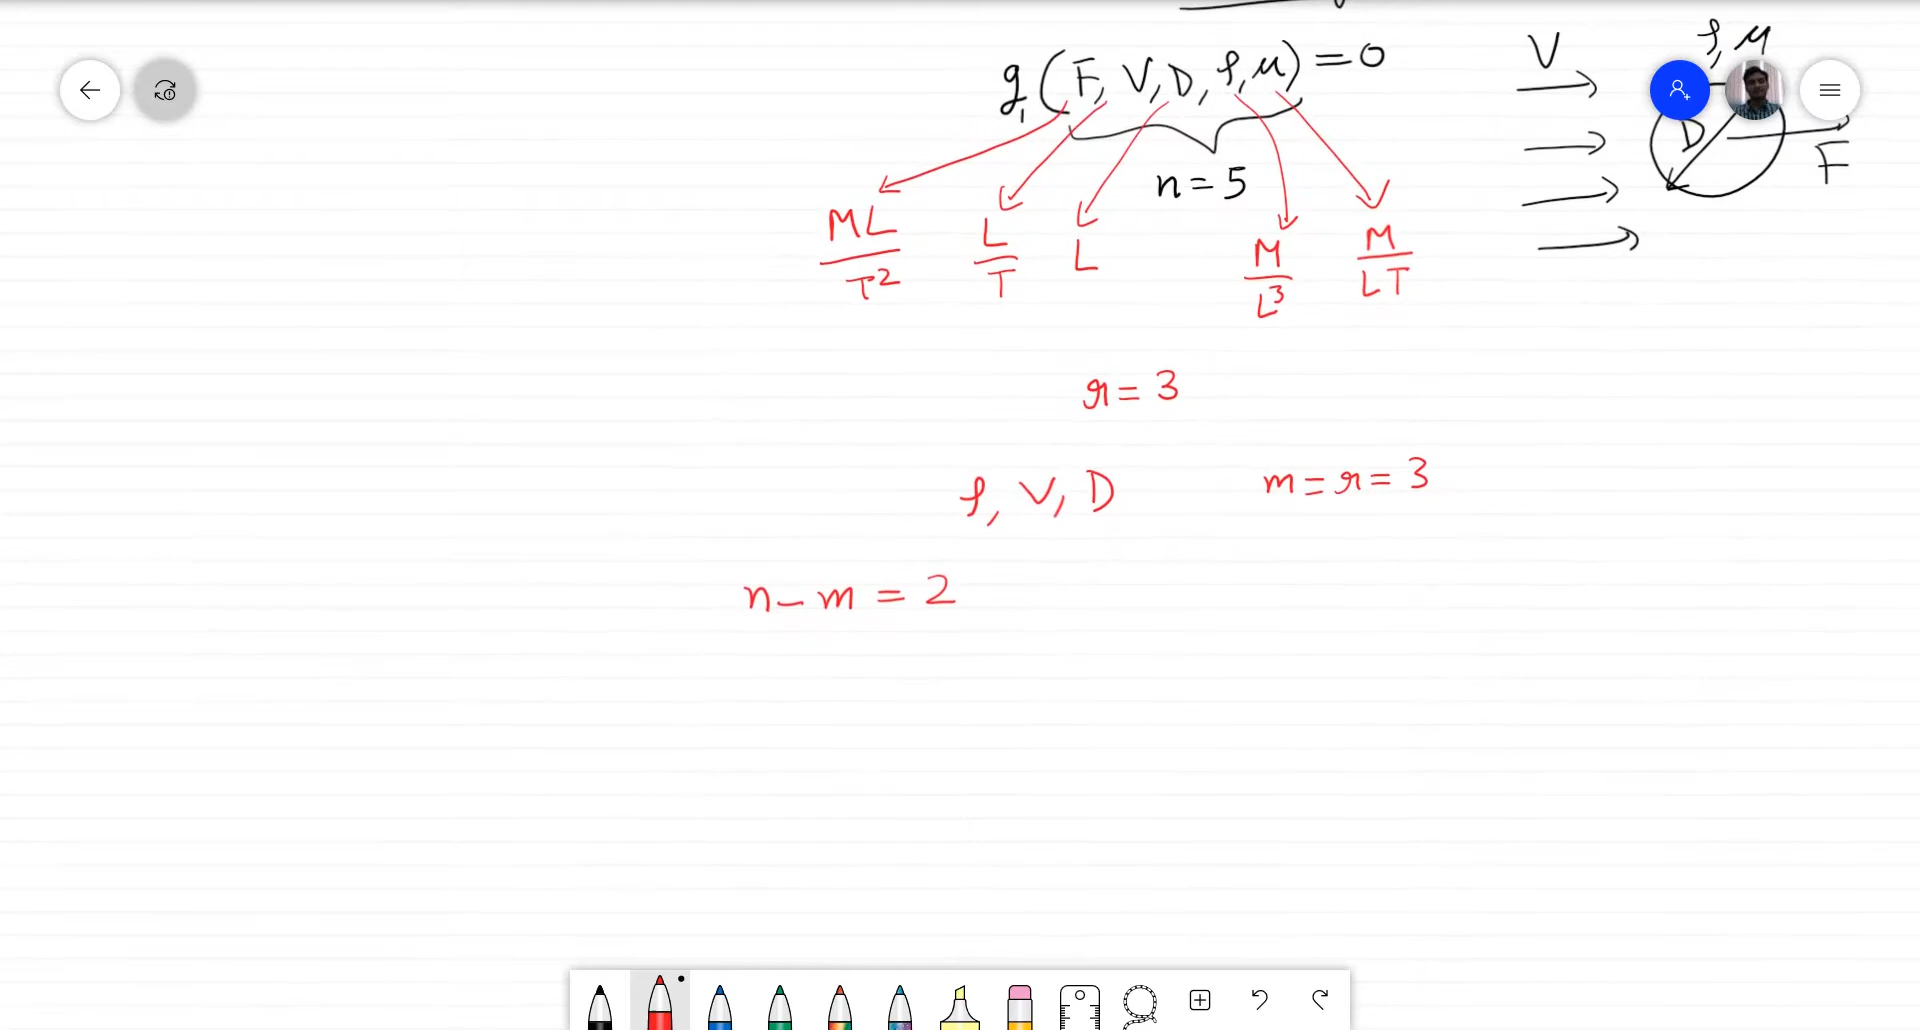 g₁(F, V, D, ρ, μ) = 0
n = 5
ML/T² L/T L M/L³ M/LT
r = 3
ρ, V, D m = r = 3
n - m = 2
V
ρ, μ
D
F